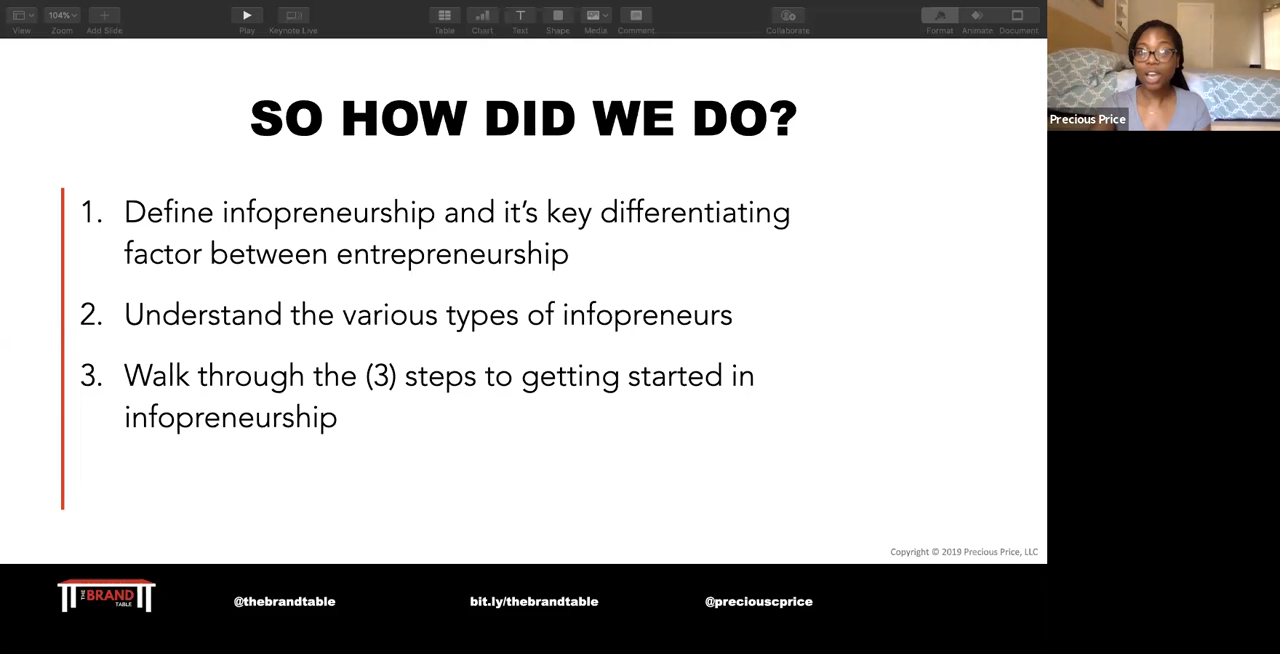 View
104%
Zoom
Add Slide
Play
Keynote Live
Table
Chart
T
Text
Shape
Media
Comment
Collaborate
Format
Animate
Document
Precious Price
SO HOW DID WE DO?
1. Define infopreneurship and it’s key differentiating
factor between entrepreneurship
2. Understand the various types of infopreneurs
3. Walk through the (3) steps to getting started in
infopreneurship
Copyright © 2019 Precious Price, LLC
THE
BRAND
TABLE
@thebrandtable
bit.ly/thebrandtable
@preciouscprice